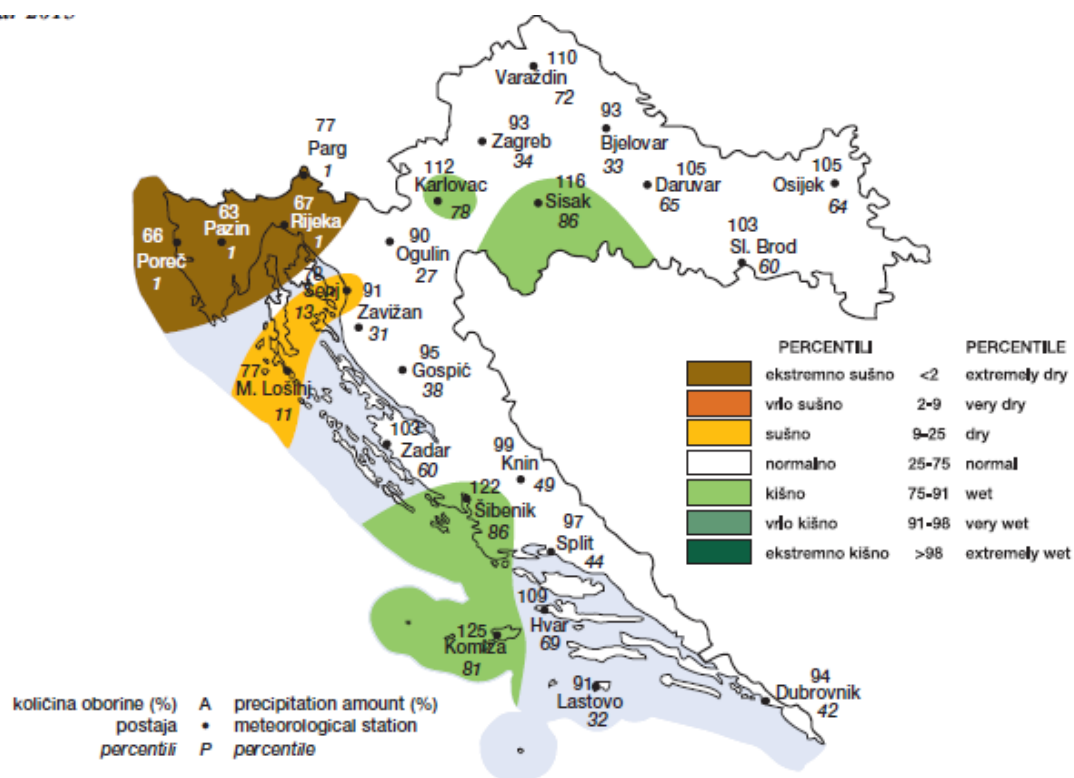 2015
110
Varaždin
72
93
Zagreb
34
93
Bjelovar
33
77
Parg
1
112
Karlovac
78
116
Sisak
86
105
Daruvar
65
105
Osijek
64
63
Pazin
1
67
Rijeka
1
66
Poreč
1
90
Ogulin
27
103
Sl. Brod
60
78
Senj
13
91
Zavižan
31
95
Gospić
38
77
M. Lošinj
11
103
Zadar
60
99
Knin
49
122
Šibenik
86
97
Split
44
109
Hvar
69
125
Komiža
81
91
Lastovo
32
94
Dubrovnik
42
PERCENTILI PERCENTILE
ekstremno sušno <2 extremely dry
vrlo sušno 2-9 very dry
sušno 9-25 dry
normalno 25-75 normal
kišno 75-91 wet
vrlo kišno 91-98 very wet
ekstremno kišno >98 extremely wet
količina oborine (%) A precipitation amount (%)
postaja • meteorological station
percentili P percentile